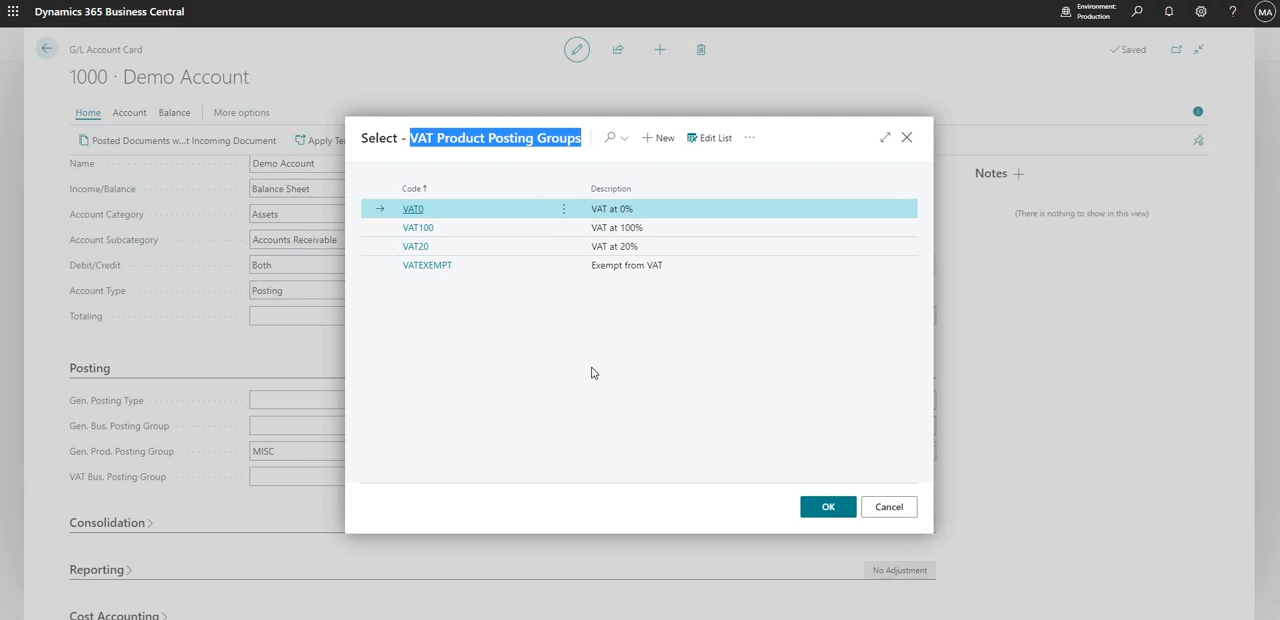 Dynamics 365 Business Central
Environment:
Production
MA
G/L Account Card
Saved
1000 · Demo Account
Home Account Balance More options
Posted Documents w...t Incoming Document Apply Te
Name Demo Account
Income/Balance Balance Sheet
Account Category Assets
Account Subcategory Accounts Receivable
Debit/Credit Both
Account Type Posting
Totaling
Posting
Gen. Posting Type
Gen. Bus. Posting Group
Gen. Prod. Posting Group MISC
VAT Bus. Posting Group
Consolidation
Reporting No Adjustment
Cost Accounting
Select - VAT Product Posting Groups
New Edit List ...
Code Description
VAT0 VAT at 0%
VAT100 VAT at 100%
VAT20 VAT at 20%
VATEXEMPT Exempt from VAT
OK Cancel
Notes
(There is nothing to show in this view)